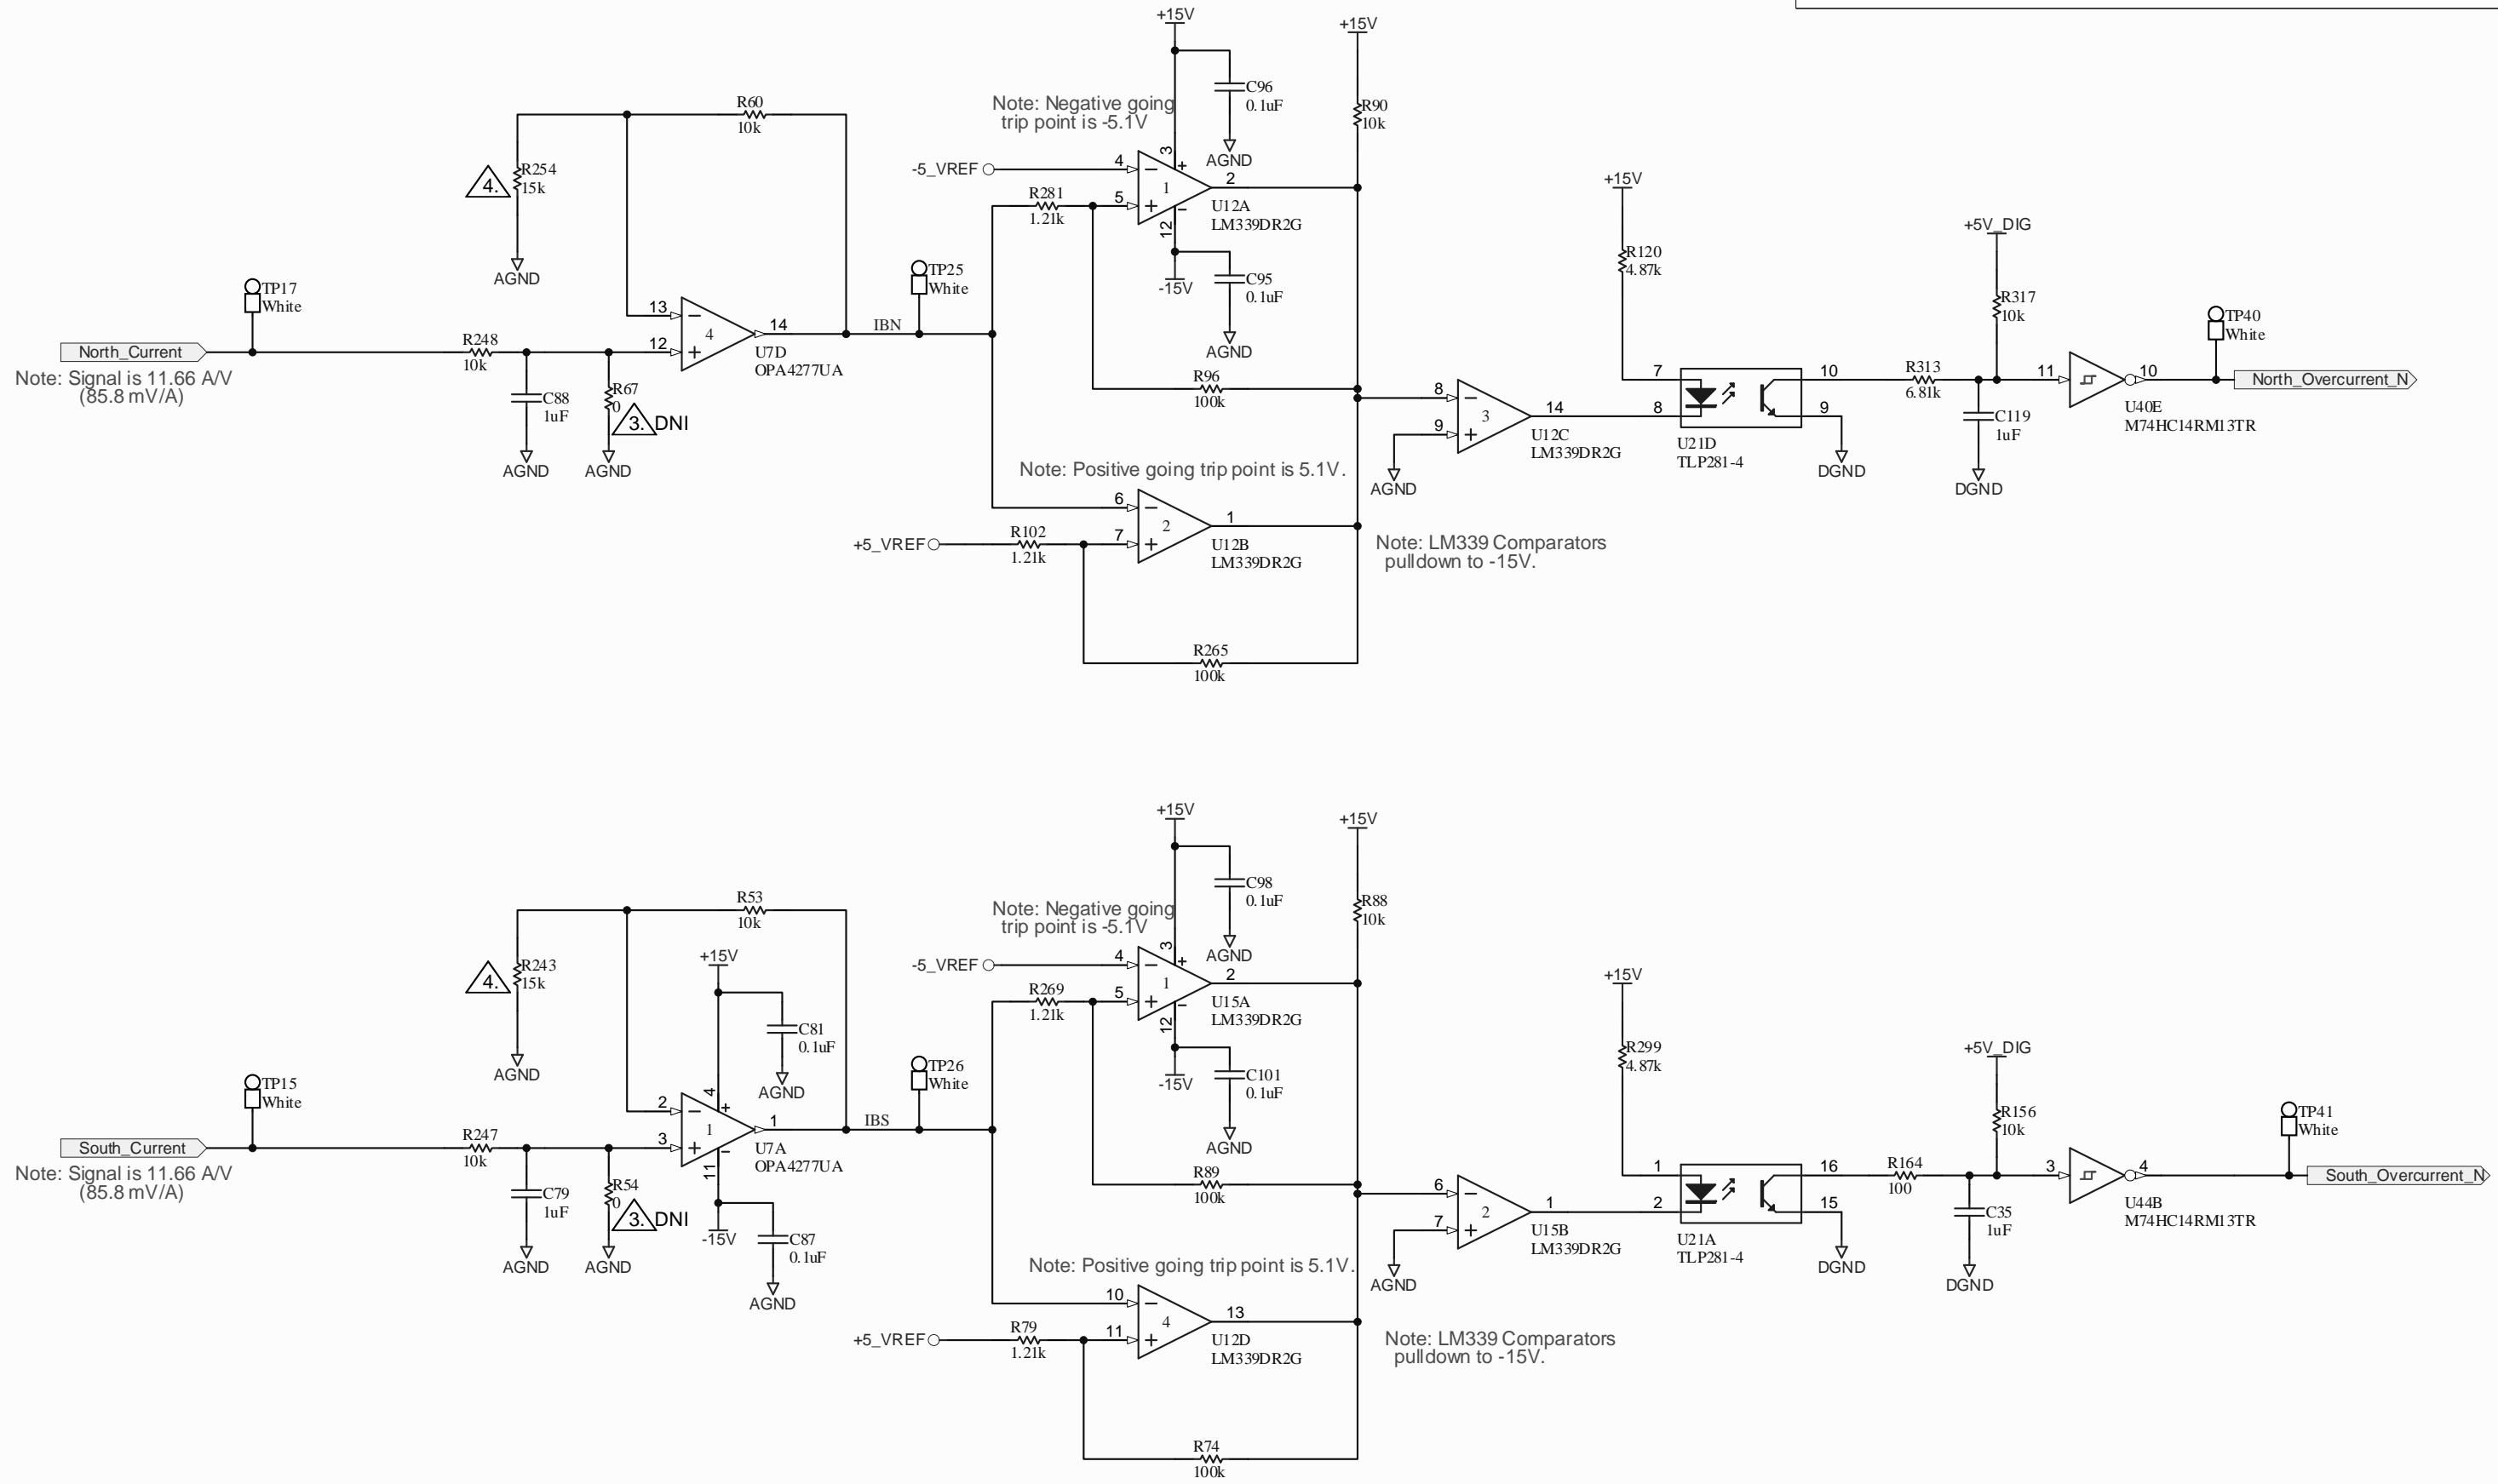 +15V
+15V
C96
0.1uF
AGND
Note: Negative going
trip point is -5.1V
R90
10k
R60
10k
4.
R254
15k
AGND
-5_VREF
4
3
+
−
1
2
R281
1.21k
5
+
−
12
U12A
LM339DR2G
-15V
C95
0.1uF
AGND
+15V
R120
4.87k
+5V_DIG
R317
10k
TP17
White
TP25
White
TP40
White
North_Current
Note: Signal is 11.66 A/V
(85.8 mV/A)
R248
10k
C88
1uF
AGND
R67
0
3.
DNI
AGND
13
−
12
+
4
14
U7D
OPA4277UA
IBN
R96
100k
8
−
9
+
3
14
U12C
LM339DR2G
AGND
7
8
10
9
U21D
TLP281-4
DGND
R313
6.81k
C119
1uF
DGND
11
10
U40E
M74HC14RM13TR
North_Overcurrent_N
Note: Positive going trip point is 5.1V.
6
−
7
+
2
1
U12B
LM339DR2G
+5_VREF
R102
1.21k
Note: LM339 Comparators
pulldown to -15V.
R265
100k
+15V
+15V
C98
0.1uF
AGND
Note: Negative going
trip point is -5.1V
R88
10k
R53
10k
4.
R243
15k
AGND
+15V
C81
0.1uF
AGND
-5_VREF
4
3
+
−
1
2
R269
1.21k
5
+
−
12
U15A
LM339DR2G
-15V
C101
0.1uF
AGND
+15V
R299
4.87k
+5V_DIG
R156
10k
TP15
White
TP26
White
TP41
White
South_Current
Note: Signal is 11.66 A/V
(85.8 mV/A)
R247
10k
C79
1uF
AGND
R54
0
3.
DNI
AGND
2
−
3
+
1
4
+
11
−
1
U7A
OPA4277UA
-15V
C87
0.1uF
AGND
IBS
R89
100k
6
−
7
+
2
1
U15B
LM339DR2G
AGND
1
2
16
15
U21A
TLP281-4
DGND
R164
100
C35
1uF
DGND
3
4
U44B
M74HC14RM13TR
South_Overcurrent_N
Note: Positive going trip point is 5.1V.
10
−
11
+
4
13
U12D
LM339DR2G
+5_VREF
R79
1.21k
Note: LM339 Comparators
pulldown to -15V.
R74
100k